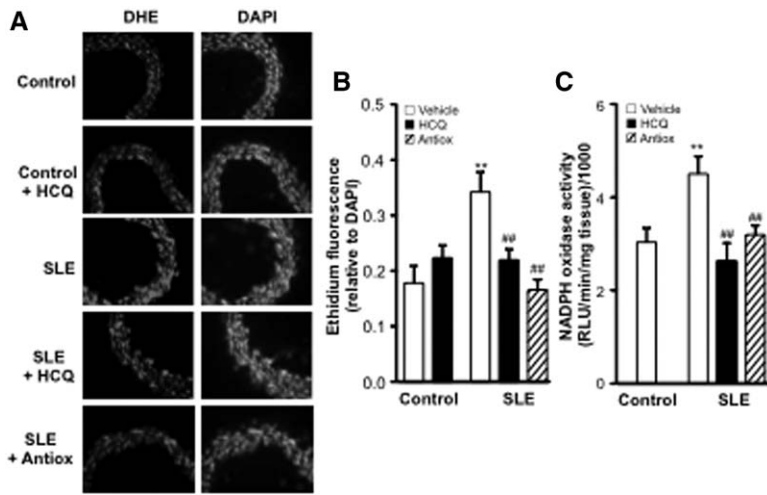 A
DHE DAPI
Control
Control
+ HCQ
SLE
SLE
+ HCQ
SLE
+ Antiox
B
Ethidium fluorescence
(relative to DAPI)
0.5
0.4
0.3
0.2
0.1
0.0
Vehicle
HCQ
Antiox
**
##
##
Control SLE
C
NADPH oxidase activity
(RLU/min/mg tissue)/1000
6
4
2
0
Vehicle
HCQ
Antiox
**
##
##
Control SLE